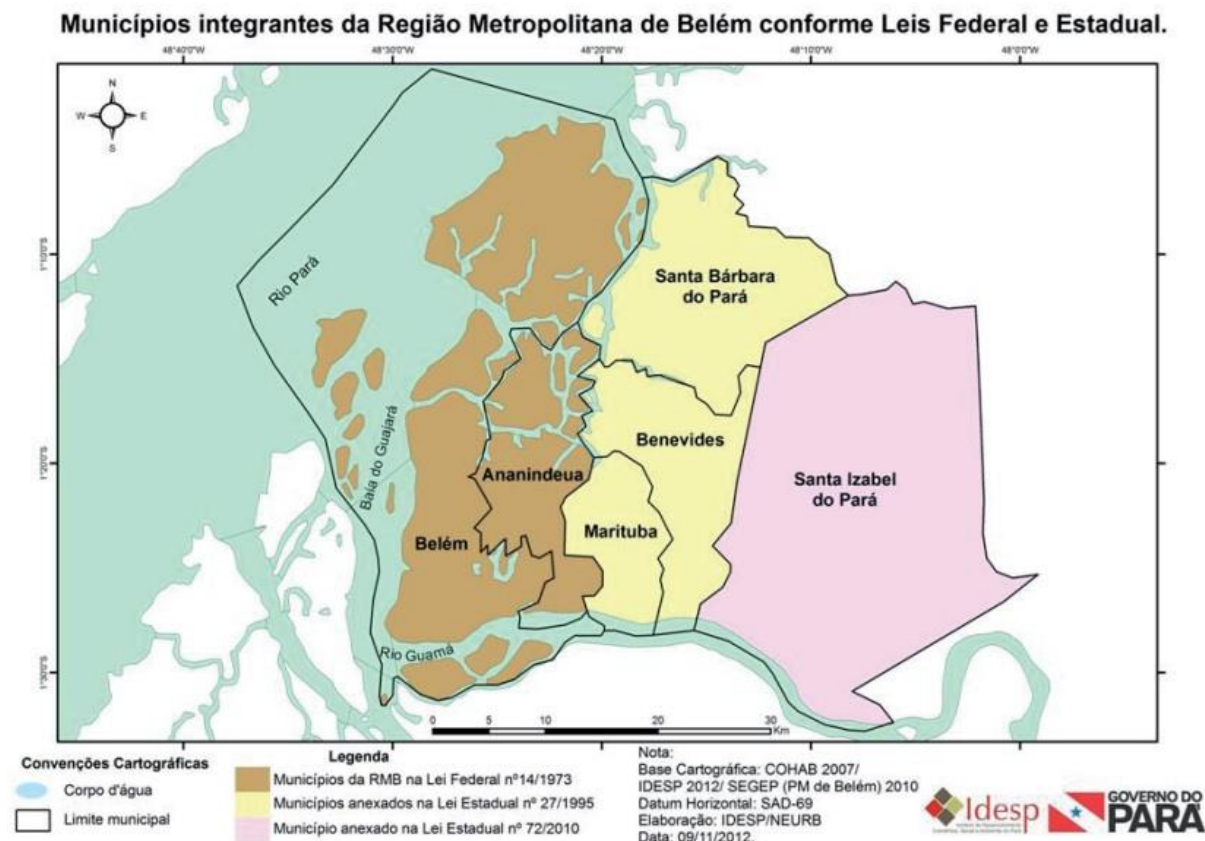 Municípios integrantes da Região Metropolitana de Belém conforme Leis Federal e Estadual.
48°40'0"W
48°30'0"W
48°20'0"W
48°10'0"W
48°0'0"W
N
W
E
S
1°10'0"S
1°20'0"S
1°30'0"S
Rio Pará
Santa Bárbara
do Pará
Baía do Guajará
Benevides
Ananindeua
Santa Izabel
do Pará
Marituba
Belém
Rio Guamá
0 5 10 20 30
Km
Convenções Cartográficas
Corpo d'água
Limite municipal
Legenda
Municípios da RMB na Lei Federal nº14/1973
Municípios anexados na Lei Estadual nº 27/1995
Município anexado na Lei Estadual nº 72/2010
Nota:
Base Cartográfica: COHAB 2007/
IDESP 2012/ SEGEP (PM de Belém) 2010
Datum Horizontal: SAD-69
Elaboração: IDESP/NEURB
Data: 09/11/2012.
Idesp
GOVERNO DO
PARÁ